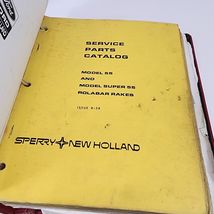 SERVICE
PARTS
CATALOG
MODEL 55
AND
MODEL SUPER 55
ROLABAR RAKES
SPERRY NEW HOLLAND